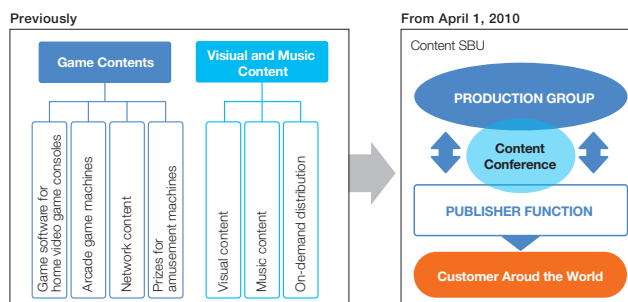 Previously
Game Contents
Visiual and Music
Content
Game software for
home video game consoles
Arcade game machines
Network content
Prizes for
amusement machines
Visual content
Music content
On-demand distribution
From April 1, 2010
Content SBU
PRODUCTION GROUP
Content
Conference
PUBLISHER FUNCTION
Customer Aroud the World